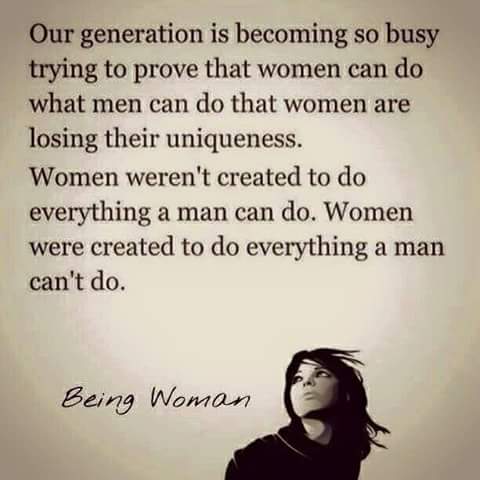 Our generation is becoming so busy
trying to prove that women can do
what men can do that women are
losing their uniqueness.
Women weren't created to do
everything a man can do. Women
were created to do everything a man
can't do.
Being Woman